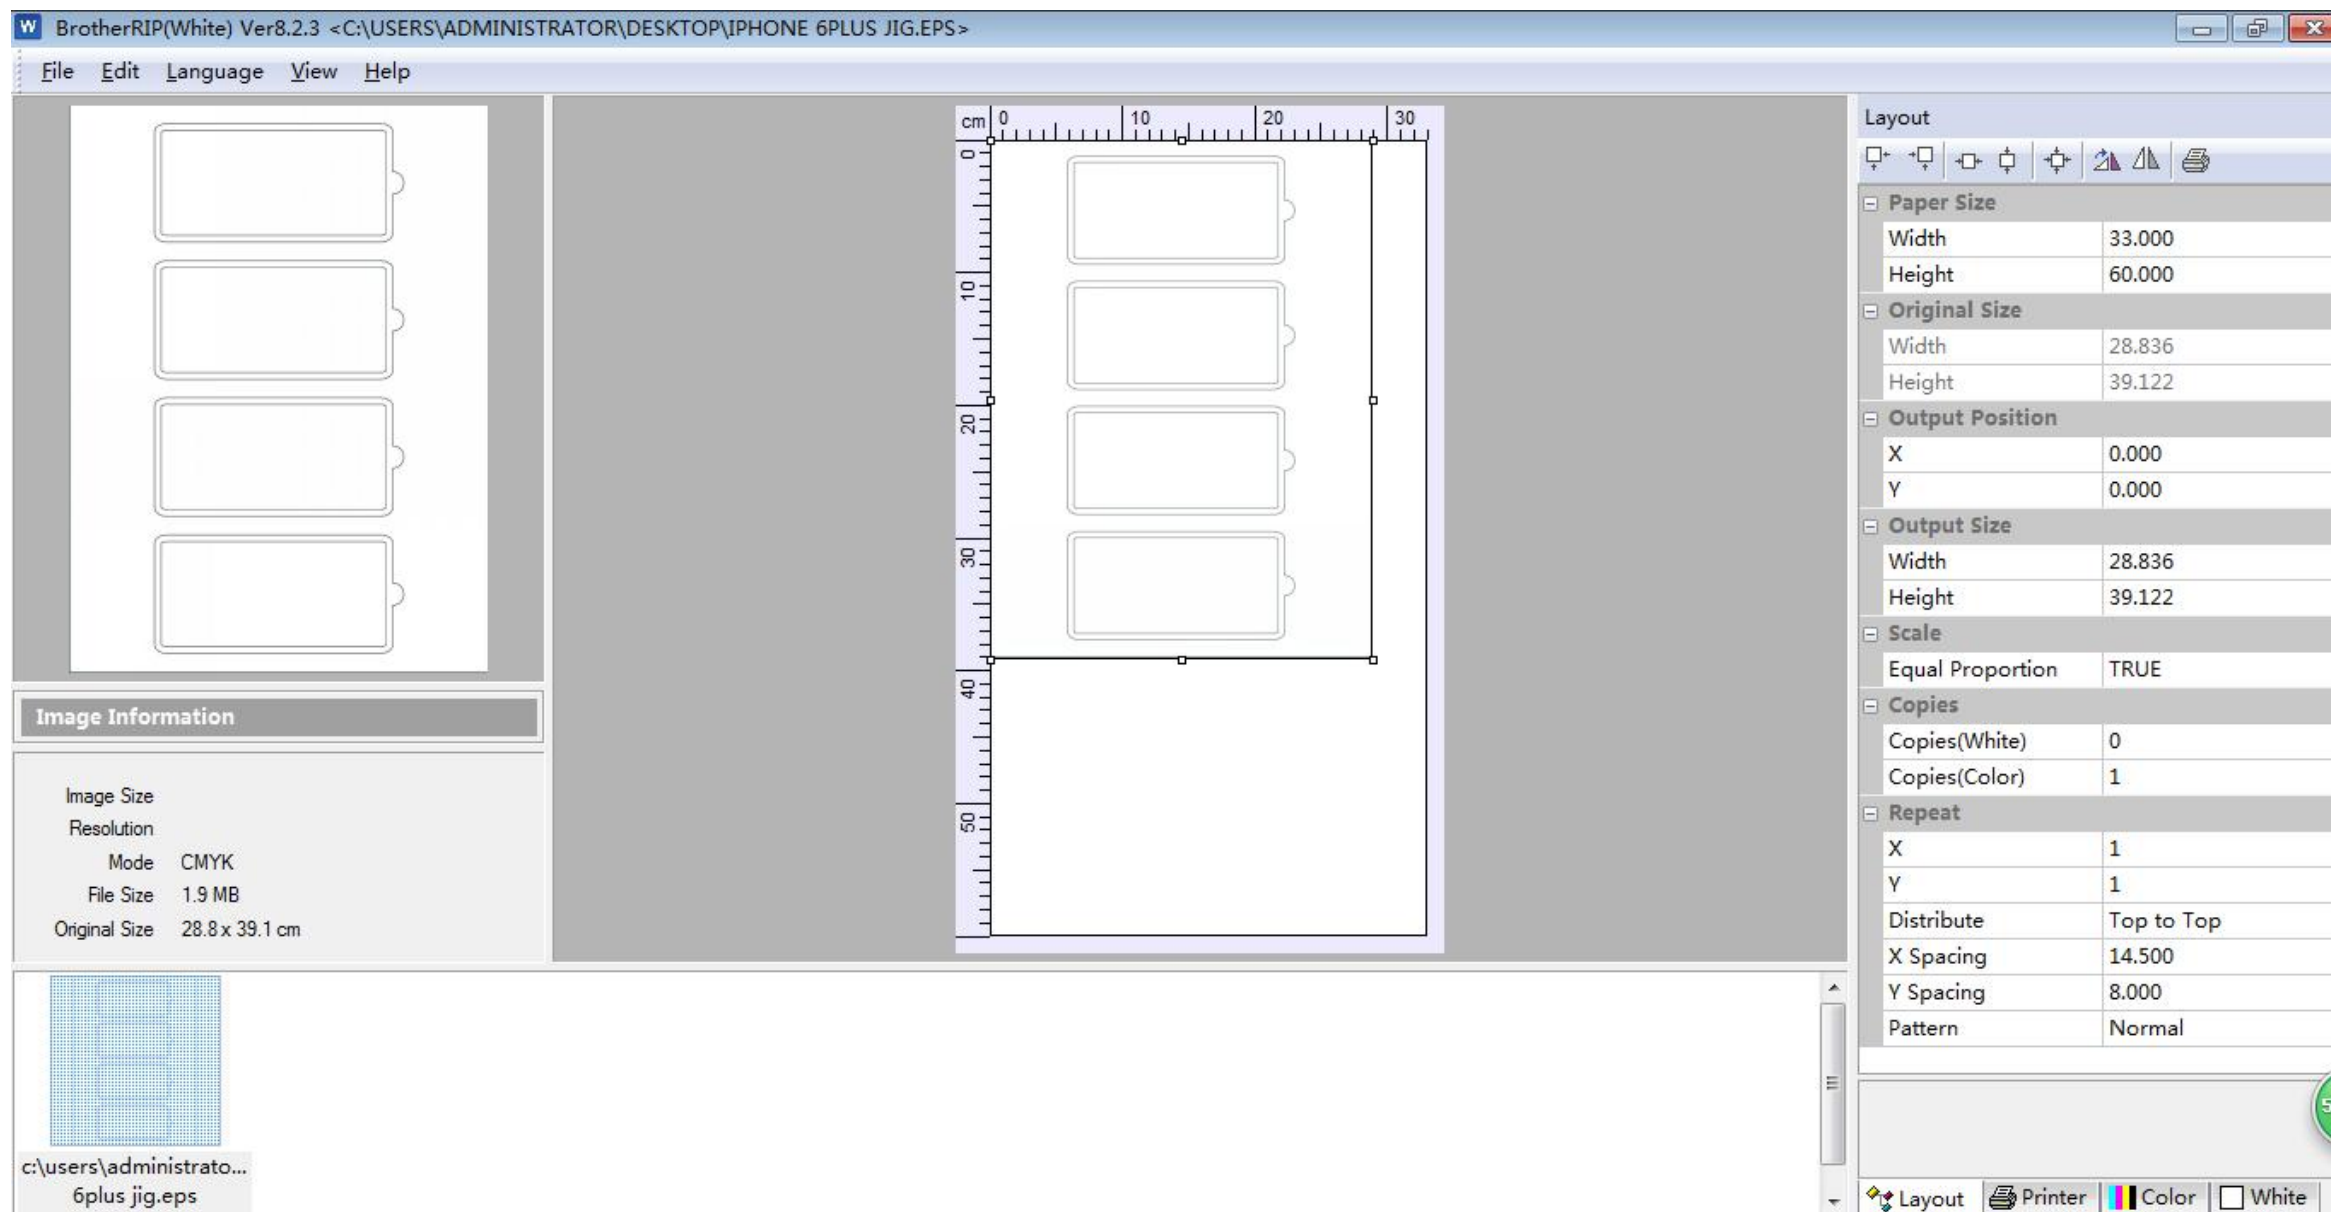 BrotherRIP(White) Ver8.2.3 <C:\USERS\ADMINISTRATOR\DESKTOP\IPHONE 6PLUS JIG.EPS>
File Edit Language View Help
cm 0 10 20 30
0
10
20
30
40
50
Image Information
Image Size
Resolution
Mode CMYK
File Size 1.9 MB
Original Size 28.8 x 39.1 cm
c:\users\administrato...
6plus jig.eps
Layout
Paper Size
Width 33.000
Height 60.000
Original Size
Width 28.836
Height 39.122
Output Position
X 0.000
Y 0.000
Output Size
Width 28.836
Height 39.122
Scale
Equal Proportion TRUE
Copies
Copies(White) 0
Copies(Color) 1
Repeat
X 1
Y 1
Distribute Top to Top
X Spacing 14.500
Y Spacing 8.000
Pattern Normal
Layout Printer Color White